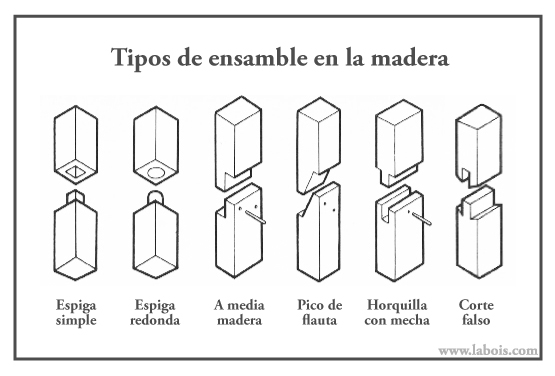 Tipos de ensamble en la madera
Espiga
simple
Espiga
redonda
A media
madera
Pico de
flauta
Horquilla
con mecha
Corte
falso
www.labois.com